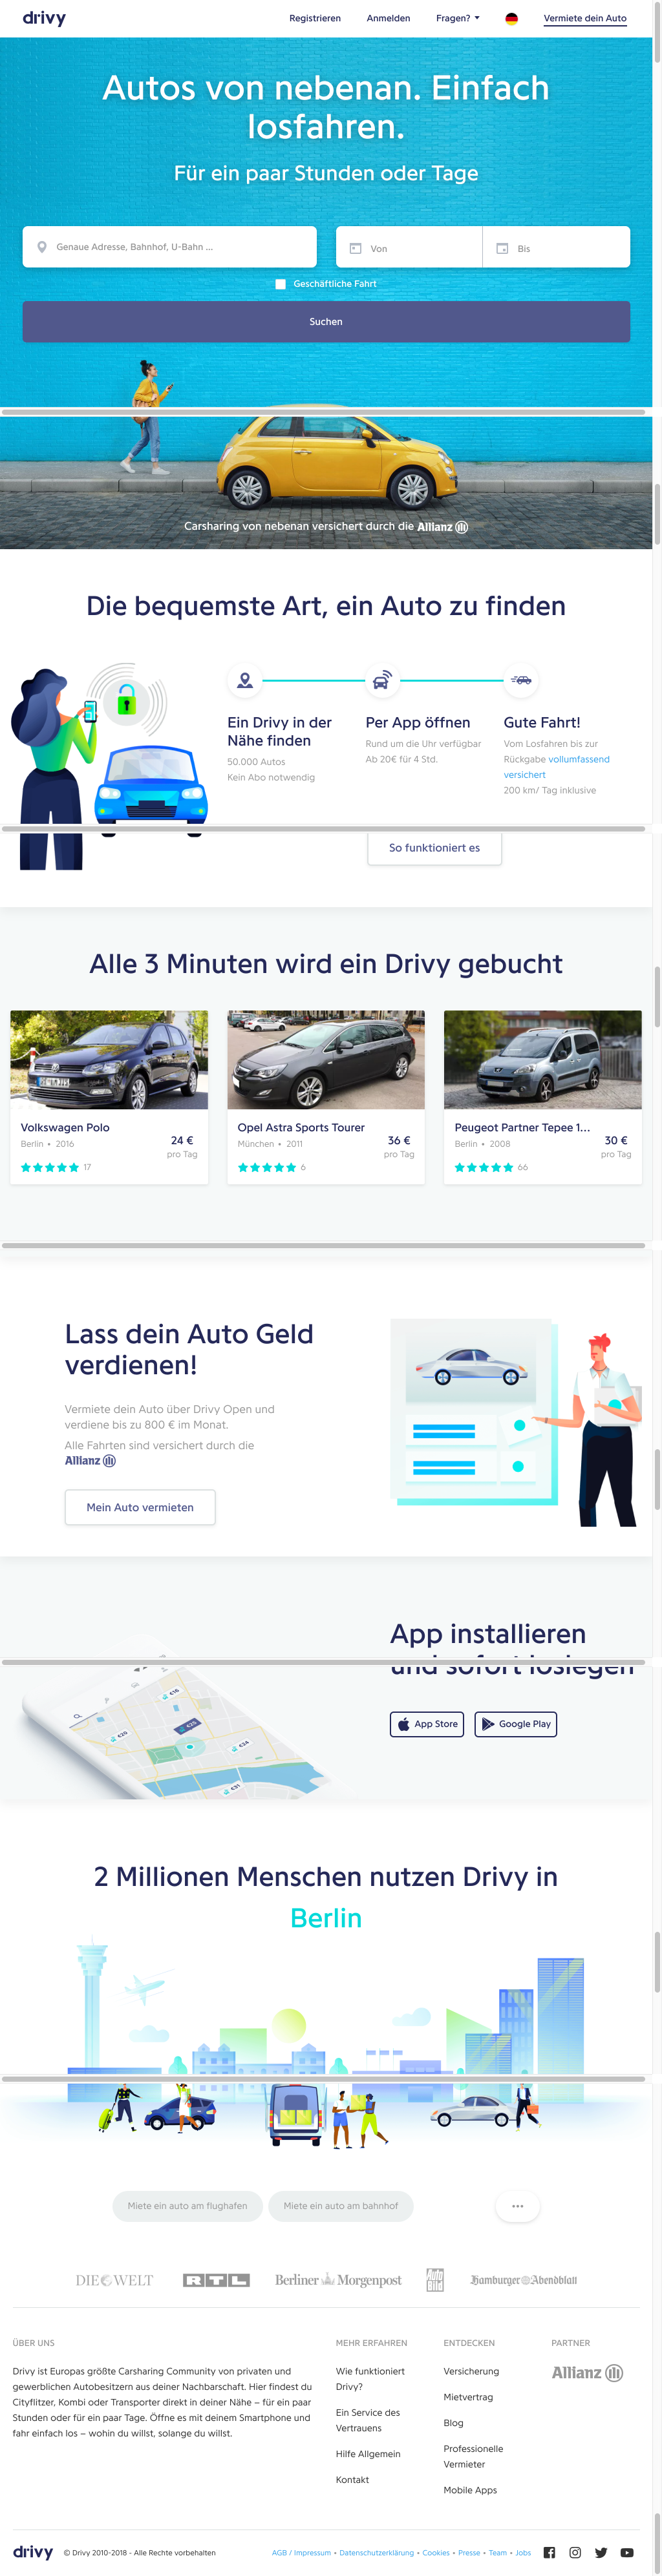 drivy
Registrieren
Anmelden
Fragen?
Vermiete dein Auto
Autos von nebenan. Einfach
losfahren.
Für ein paar Stunden oder Tage
Genaue Adresse, Bahnhof, U-Bahn ...
Von
Bis
Geschäftliche Fahrt
Suchen
Carsharing von nebenan versichert durch die Allianz
Die bequemste Art, ein Auto zu finden
Ein Drivy in der
Nähe finden
50.000 Autos
Kein Abo notwendig
Per App öffnen
Rund um die Uhr verfügbar
Ab 20€ für 4 Std.
Gute Fahrt!
Vom Losfahren bis zur
Rückgabe vollumfassend
versichert
200 km/ Tag inklusive
So funktioniert es
Alle 3 Minuten wird ein Drivy gebucht
Volkswagen Polo
Berlin • 2016
24 €
pro Tag
17
Opel Astra Sports Tourer
München • 2011
36 €
pro Tag
6
Peugeot Partner Tepee 1...
Berlin • 2008
30 €
pro Tag
66
Lass dein Auto Geld
verdienen!
Vermiete dein Auto über Drivy Open und
verdiene bis zu 800 € im Monat.
Alle Fahrten sind versichert durch die
Allianz
Mein Auto vermieten
App installieren
und sofort loslegen
€16
€25
€20
€24
€31
App Store
Google Play
2 Millionen Menschen nutzen Drivy in
Berlin
Miete ein auto am flughafen
Miete ein auto am bahnhof
...
DIE WELT
RTL
Berliner Morgenpost
Auto Bild
Hamburger Abendblatt
ÜBER UNS
Drivy ist Europas größte Carsharing Community von privaten und
gewerblichen Autobesitzern aus deiner Nachbarschaft. Hier findest du
Cityflitzer, Kombi oder Transporter direkt in deiner Nähe – für ein paar
Stunden oder für ein paar Tage. Öffne es mit deinem Smartphone und
fahr einfach los – wohin du willst, solange du willst.
MEHR ERFAHREN
Wie funktioniert
Drivy?
Ein Service des
Vertrauens
Hilfe Allgemein
Kontakt
ENTDECKEN
Versicherung
Mietvertrag
Blog
Professionelle
Vermieter
Mobile Apps
PARTNER
Allianz
drivy
© Drivy 2010-2018 - Alle Rechte vorbehalten
AGB / Impressum • Datenschutzerklärung • Cookies • Presse • Team • Jobs